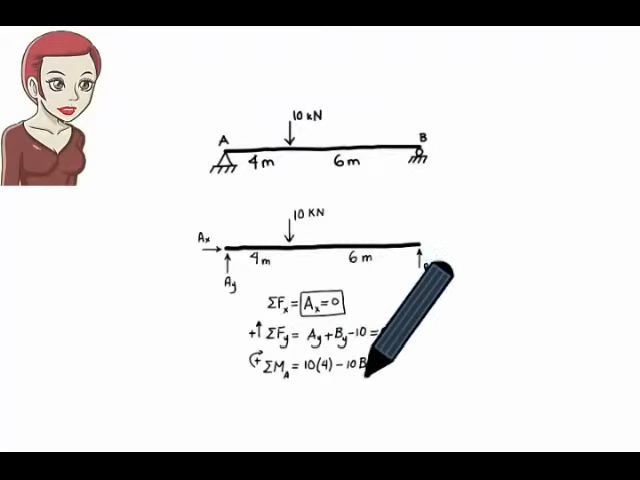 10 kN
A B
4m 6m
10 KN
Ax
4m 6m
Ay
ΣFx = Ax = 0
+↑ ΣFy = Ay + By - 10 =
+ ΣMA = 10(4) - 10B